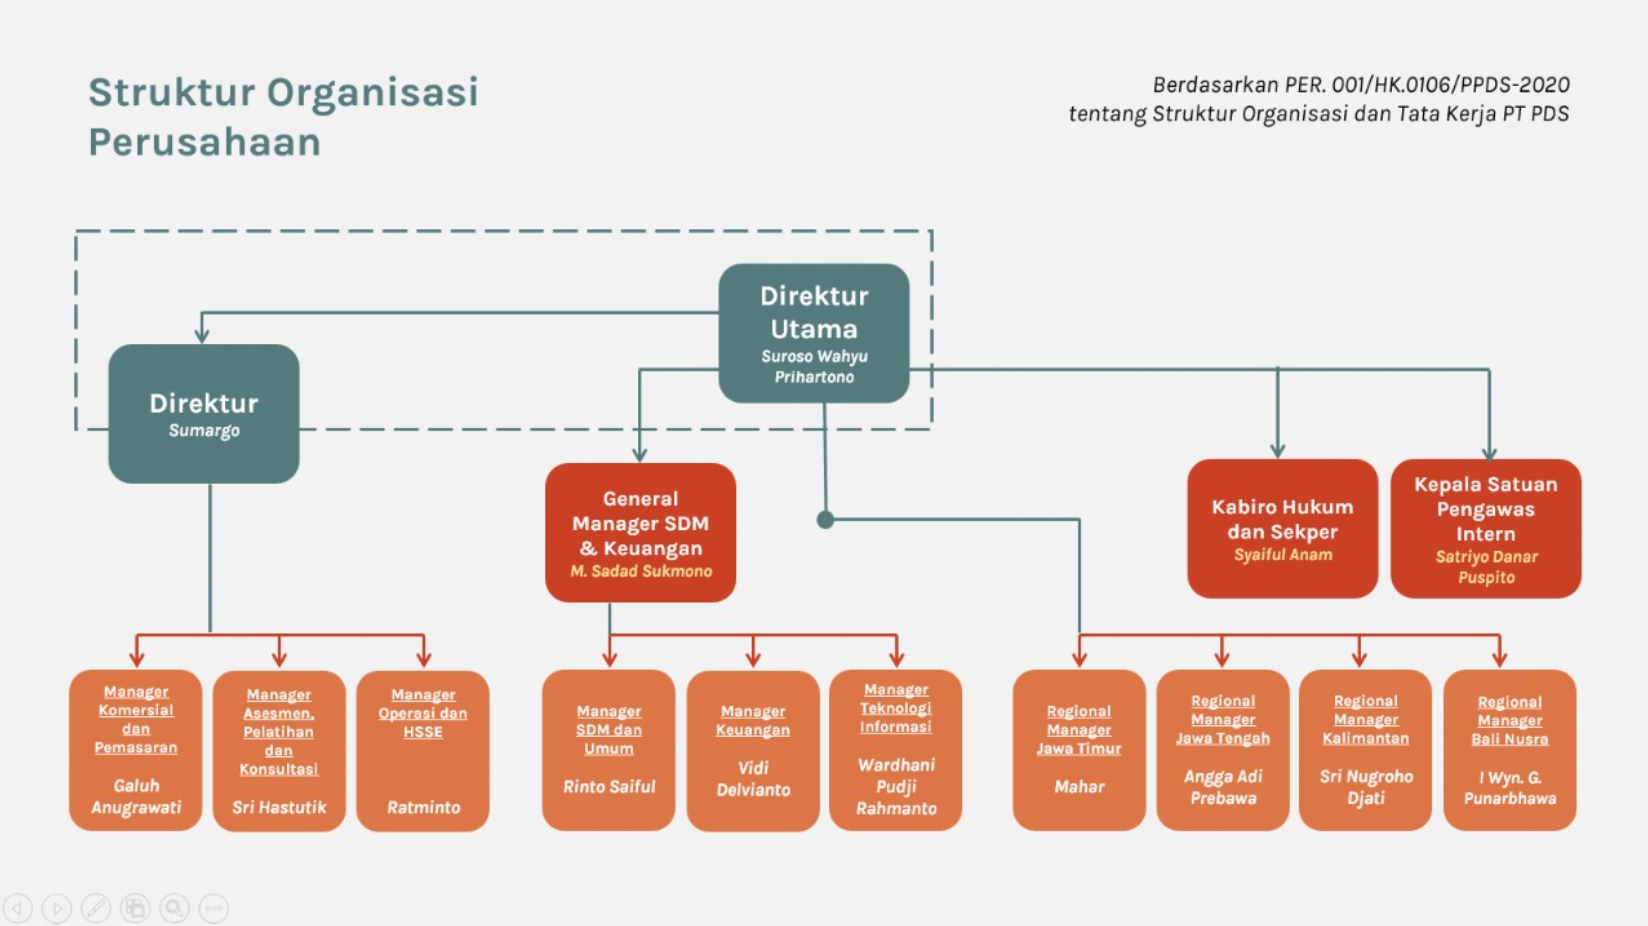 Struktur Organisasi
Perusahaan
Berdasarkan PER. 001/HK.0106/PPDS-2020
tentang Struktur Organisasi dan Tata Kerja PT PDS
Direktur
Utama
Suroso Wahyu
Prihartono
Direktur
Sumargo
General
Manager SDM
& Keuangan
M. Sadad Sukmono
Kabiro Hukum
dan Sekper
Syaiful Anam
Kepala Satuan
Pengawas
Intern
Satriyo Danar
Puspito
Manager
Komersial
dan
Pemasaran
Galuh
Anugrawati
Manager
Asesmen,
Pelatihan
dan
Konsultasi
Sri Hastutik
Manager
Operasi dan
HSSE
Ratminto
Manager
SDM dan
Umum
Rinto Saiful
Manager
Keuangan
Vidi
Delvianto
Manager
Teknologi
Informasi
Wardhani
Pudji
Rahmanto
Regional
Manager
Jawa Timur
Mahar
Regional
Manager
Jawa Tengah
Angga Adi
Prebawa
Regional
Manager
Kalimantan
Sri Nugroho
Djati
Regional
Manager
Bali Nusra
I Wyn. G.
Punarbhawa